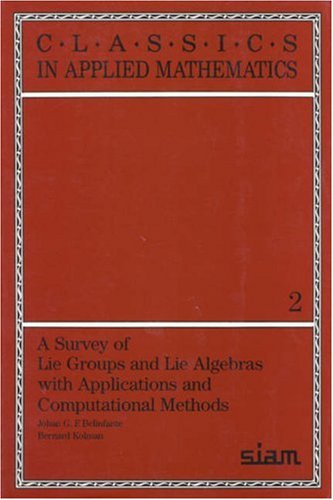 C·L·A·S·S·I·C·S
IN APPLIED MATHEMATICS
2
A Survey of
Lie Groups and Lie Algebras
with Applications and
Computational Methods
Johan G. F. Belinfante
Bernard Kolman
siam